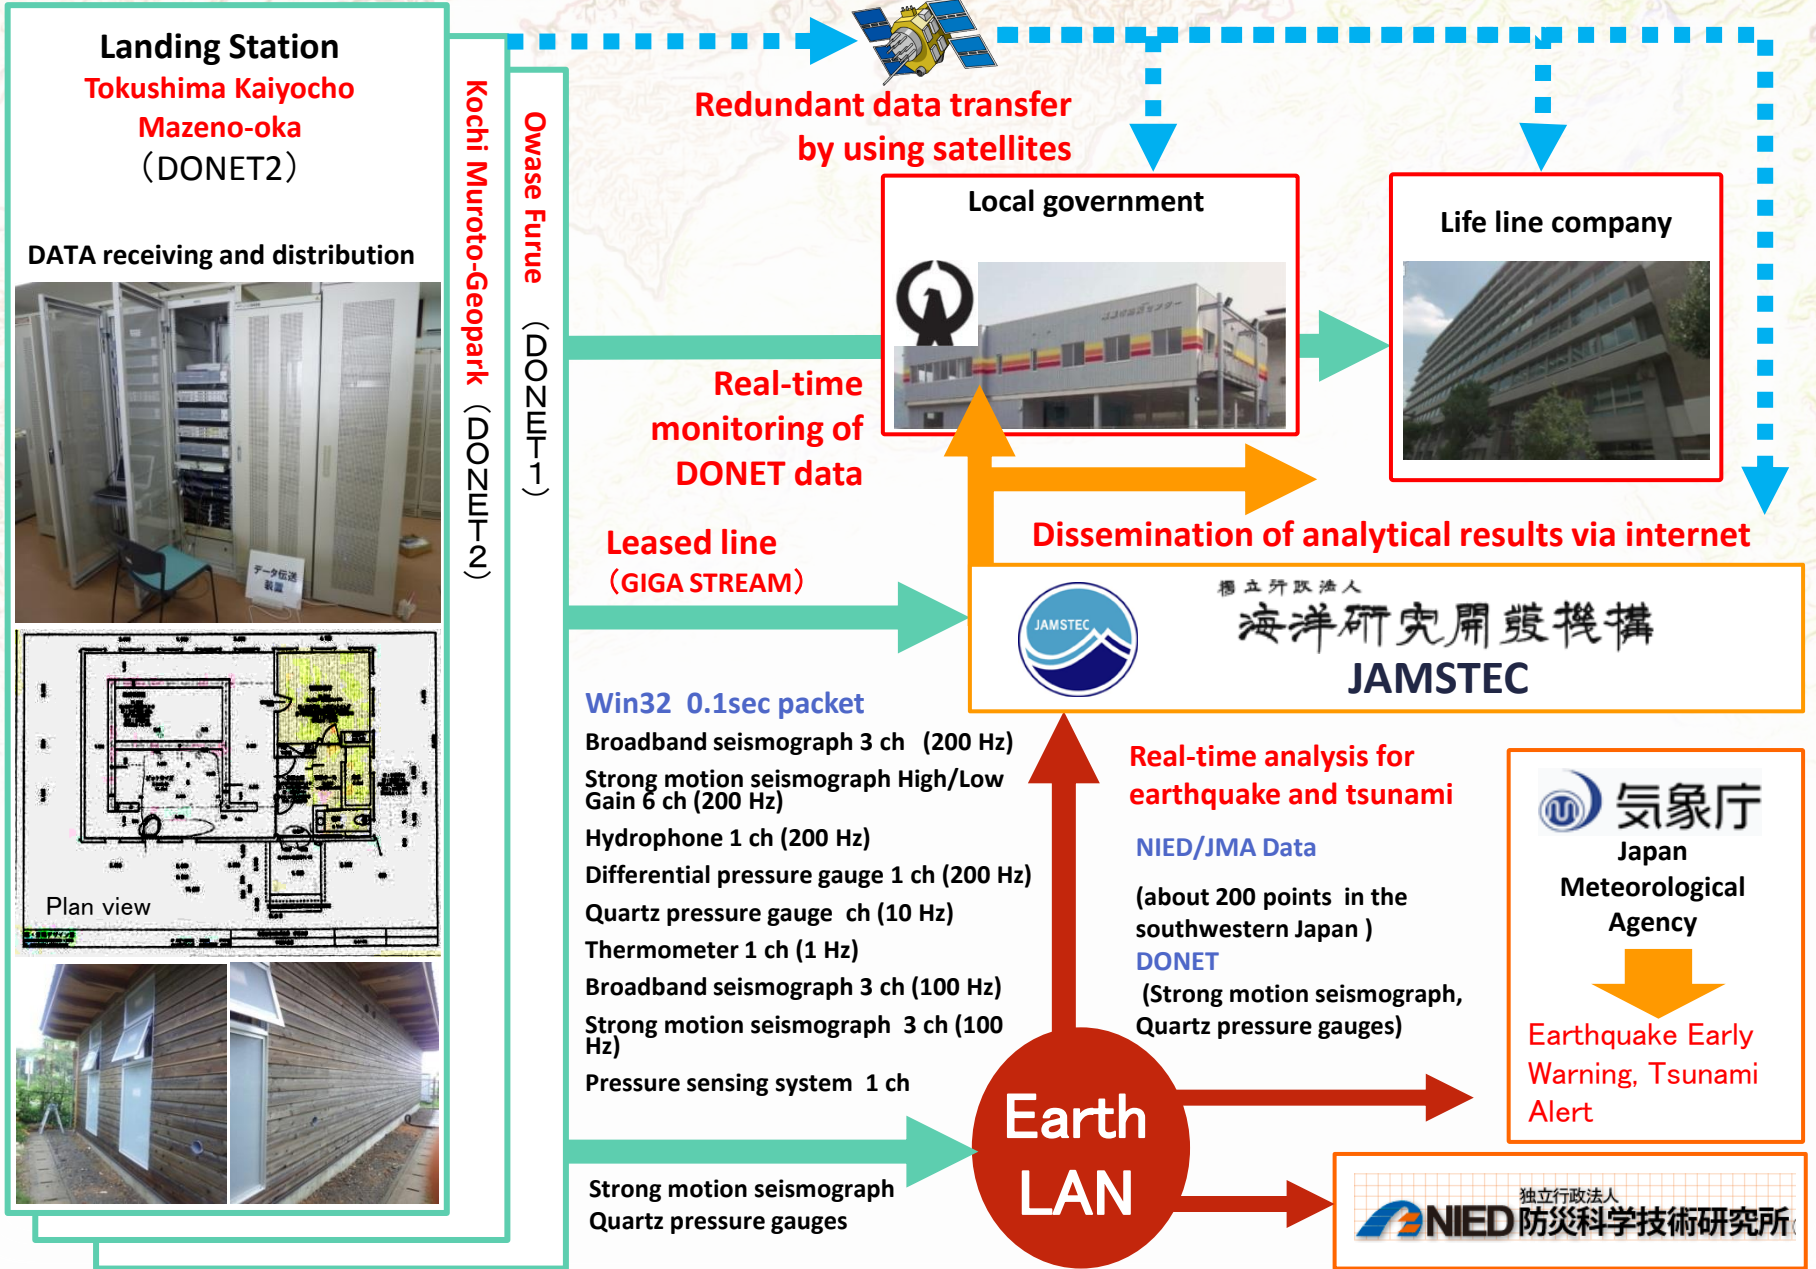 Landing Station
Tokushima Kaiyocho
Mazeno-oka
（DONET2）
DATA receiving and distribution
データ伝送
装置
Plan view
Kochi Muroto-Geopark（DONET2）
Owase Furue （DONET1）
Redundant data transfer
by using satellites
Local government
Life line company
Real-time
monitoring of
DONET data
Leased line
（GIGA STREAM）
Dissemination of analytical results via internet
JAMSTEC
独立行政法人
海洋研究開発機構
JAMSTEC
Win32  0.1sec packet
Broadband seismograph 3 ch  (200 Hz)
Strong motion seismograph High/Low
Gain 6 ch (200 Hz)
Hydrophone 1 ch (200 Hz)
Differential pressure gauge 1 ch (200 Hz)
Quartz pressure gauge  ch (10 Hz)
Thermometer 1 ch (1 Hz)
Broadband seismograph 3 ch (100 Hz)
Strong motion seismograph  3 ch (100
Hz)
Pressure sensing system  1 ch
Strong motion seismograph
Quartz pressure gauges
Earth
LAN
Real-time analysis for
earthquake and tsunami
NIED/JMA Data
(about 200 points  in the
southwestern Japan )
DONET
(Strong motion seismograph,
Quartz pressure gauges)
気象庁
Japan
Meteorological
Agency
Earthquake Early
Warning, Tsunami
Alert
NIED
独立行政法人
防災科学技術研究所